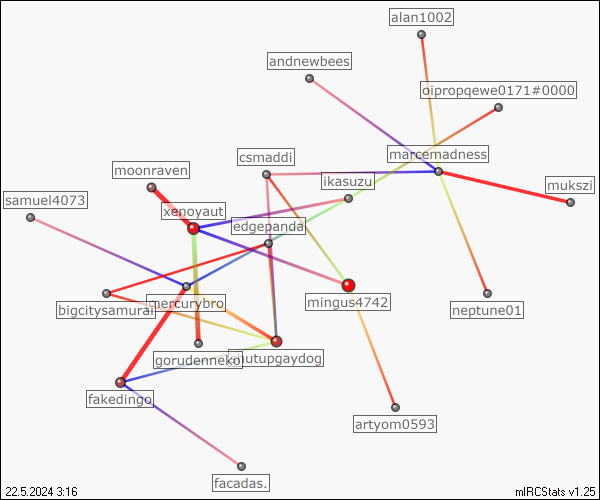 alan1002
andnewbees
oipropqewe0171#0000
marcemadness
csmaddi
moonraven
ikasuzu
mukszi
samuel4073
xenoyaut
edgepanda
mingus4742
mercurybro
bigcitysamurai
neptune01
gorudenneko
utupgaydog
fakedingo
artyom0593
facadas.
22.5.2024 3:16
mIRCStats v1.25